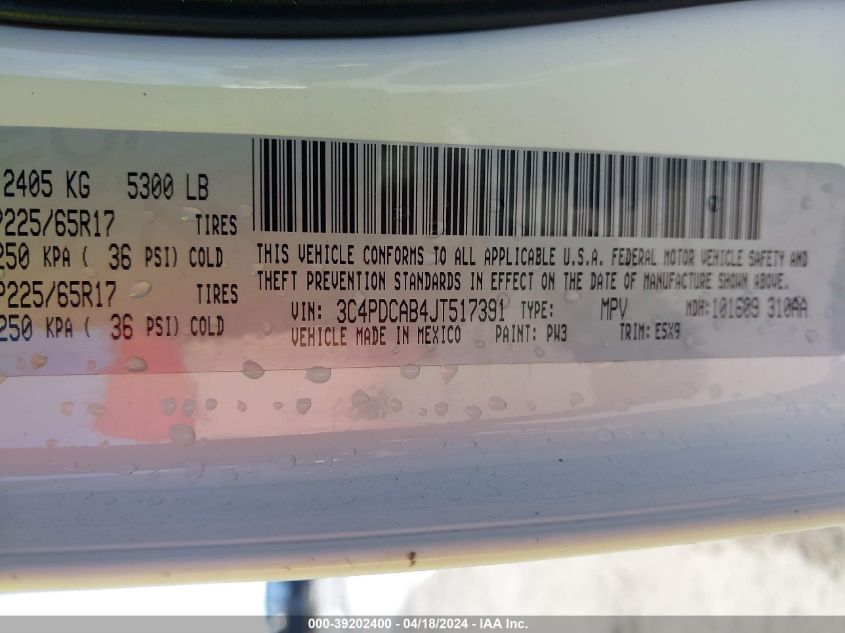 2405 KG 5300 LB
P225/65R17 TIRES
250 KPA ( 36 PSI) COLD
P225/65R17 TIRES
250 KPA ( 36 PSI) COLD
THIS VEHICLE CONFORMS TO ALL APPLICABLE U.S.A. FEDERAL MOTOR VEHICLE SAFETY AND
THEFT PREVENTION STANDARDS IN EFFECT ON THE DATE OF MANUFACTURE SHOWN ABOVE.
VIN: 3C4PDCAB4JT517391 TYPE: MPV MDH: 101609 310AA
VEHICLE MADE IN MEXICO PAINT: PW3 TRIM: E5X9
000-39202400 - 04/18/2024 - IAA Inc.